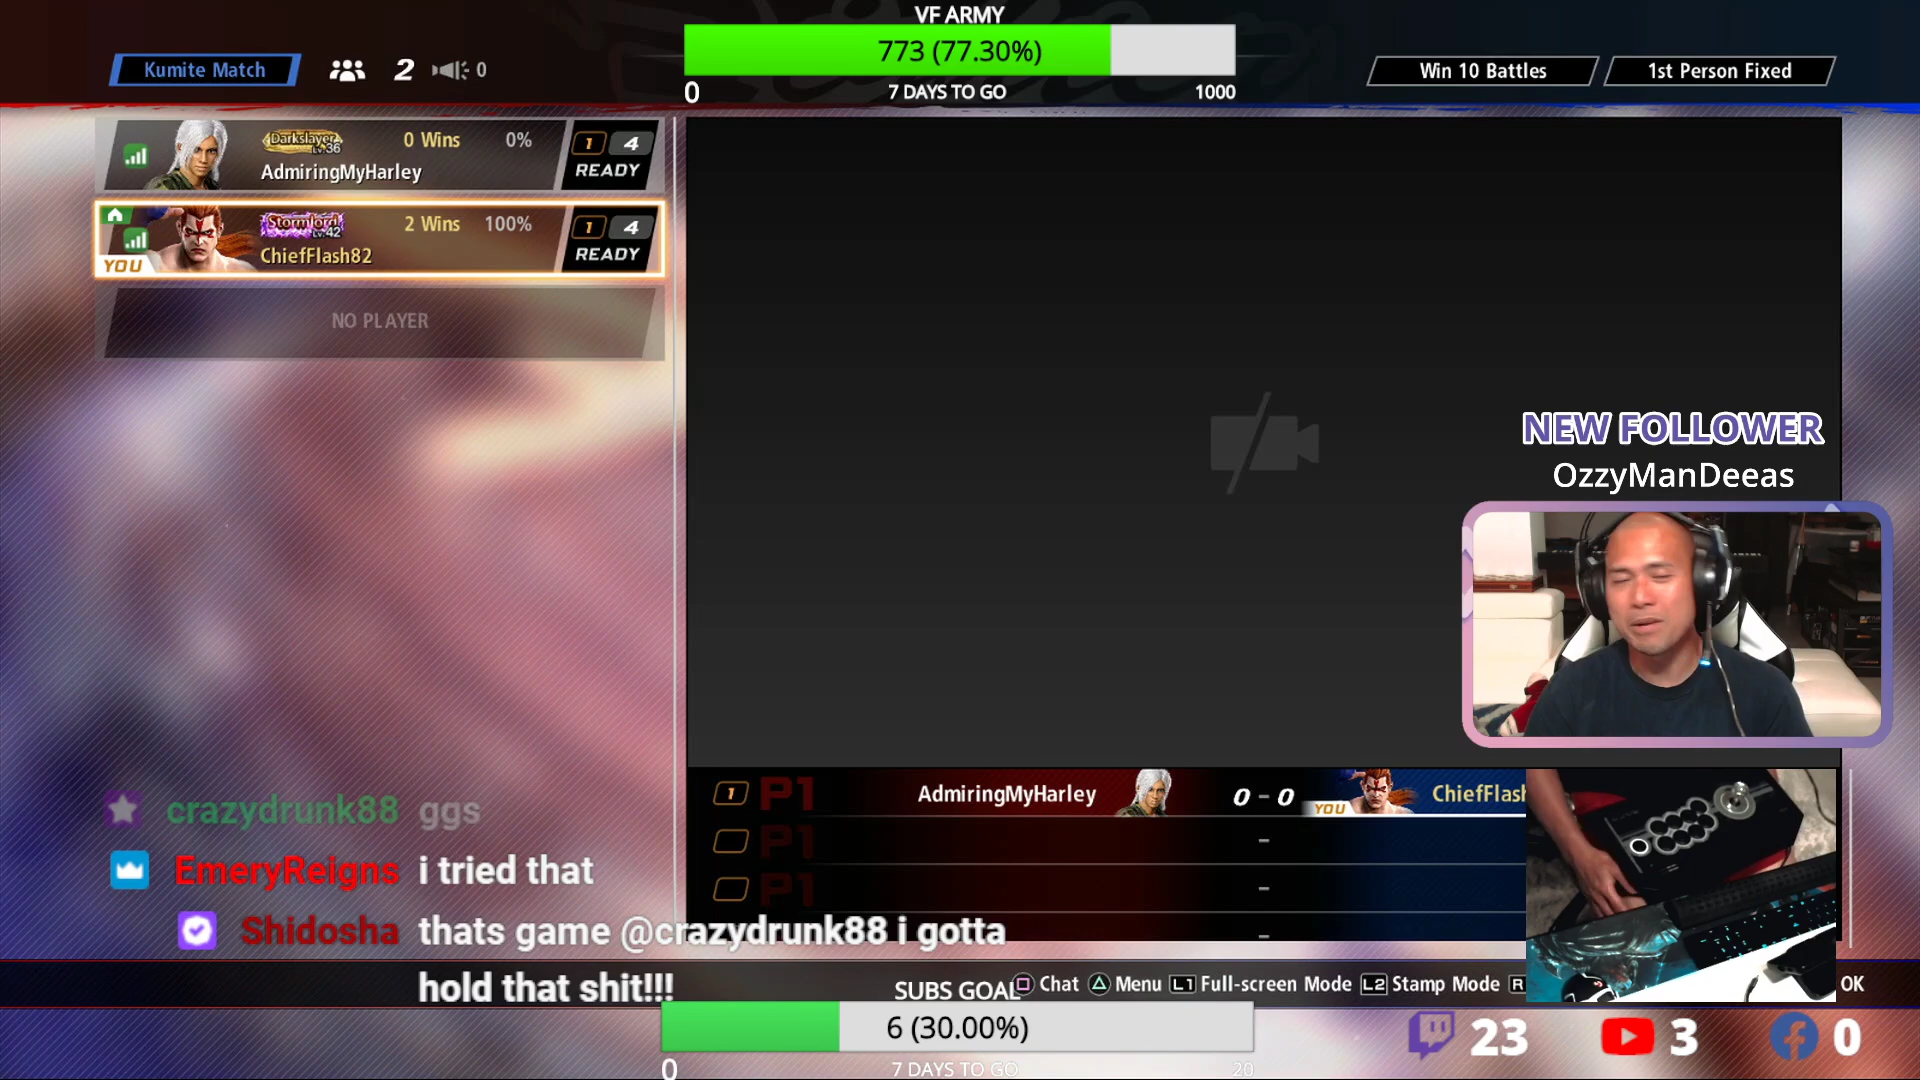 VF ARMY
773 (77.30%)
0 7 DAYS TO GO 1000
Kumite Match 2 0
Win 10 Battles 1st Person Fixed
Darkslayer Lv.36 0 Wins 0% 1 4
AdmiringMyHarley READY
Stormlord Lv.42 2 Wins 100% 1 4
YOU ChiefFlash82 READY
NO PLAYER
NEW FOLLOWER
OzzyManDeeas
1 P1 AdmiringMyHarley 0 - 0 YOU ChiefFlash
P1 -
P1 -
-
crazydrunk88 ggs
EmeryReigns i tried that
Shidosha thats game @crazydrunk88 i gotta
hold that shit!!!
Chat Menu L1 Full-screen Mode L2 Stamp Mode R OK
SUBS GOAL
6 (30.00%)
0 7 DAYS TO GO 20
23 3 0